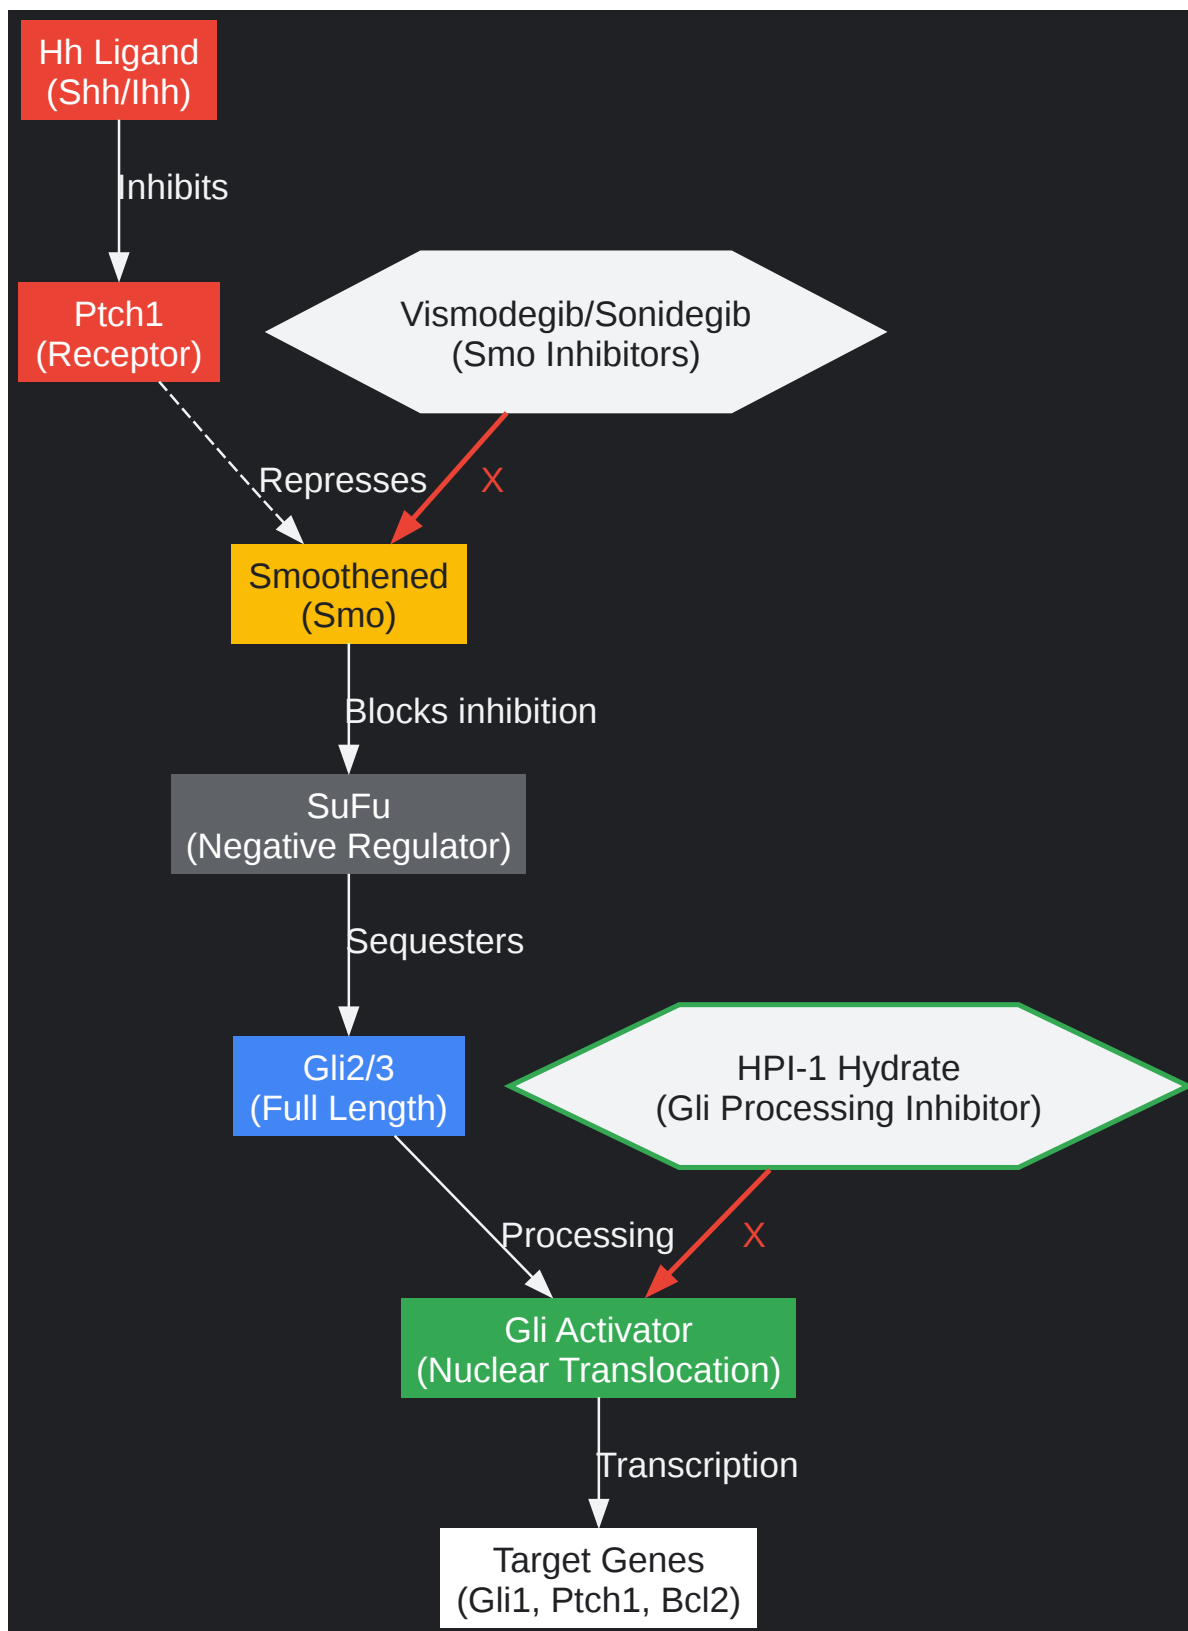 Hh Ligand
(Shh/Ihh)
Inhibits
Ptch1
(Receptor)
Vismodegib/Sonidegib
(Smo Inhibitors)
Represses
X
Smoothened
(Smo)
Blocks inhibition
SuFu
(Negative Regulator)
Sequesters
Gli2/3
(Full Length)
HPI-1 Hydrate
(Gli Processing Inhibitor)
Processing
X
Gli Activator
(Nuclear Translocation)
Transcription
Target Genes
(Gli1, Ptch1, Bcl2)